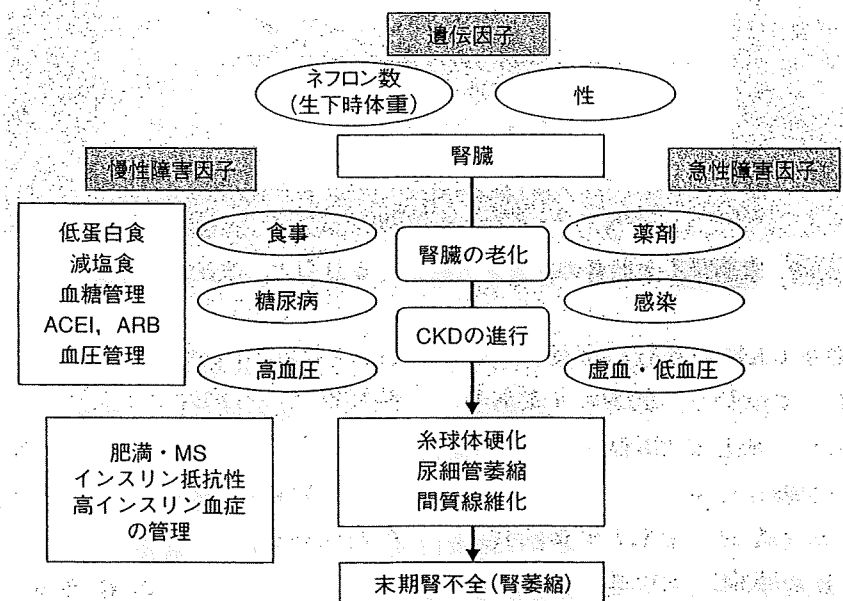 遺伝因子
ネフロン数
(生下時体重)
性
腎臓
慢性障害因子
急性障害因子
低蛋白食
減塩食
血糖管理
ACEI, ARB
血圧管理
食事
糖尿病
高血圧
腎臓の老化
CKDの進行
薬剤
感染
虚血・低血圧
肥満・MS
インスリン抵抗性
高インスリン血症
の管理
糸球体硬化
尿細管萎縮
間質線維化
末期腎不全(腎萎縮)